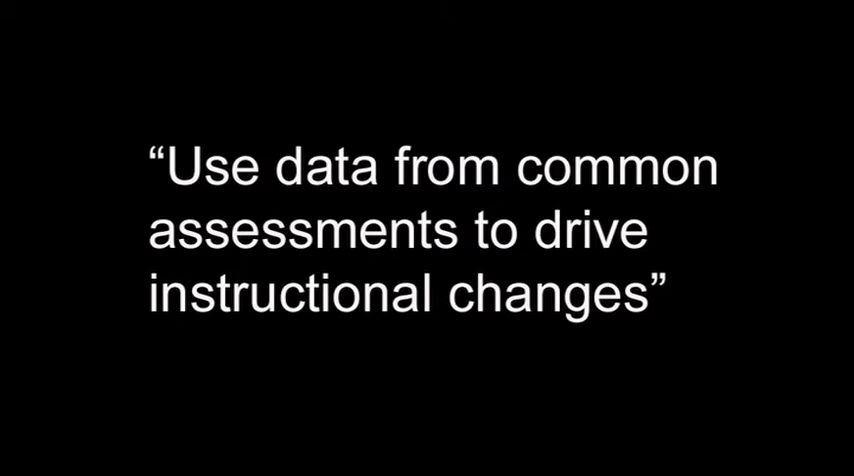 “Use data from common
assessments to drive
instructional changes”